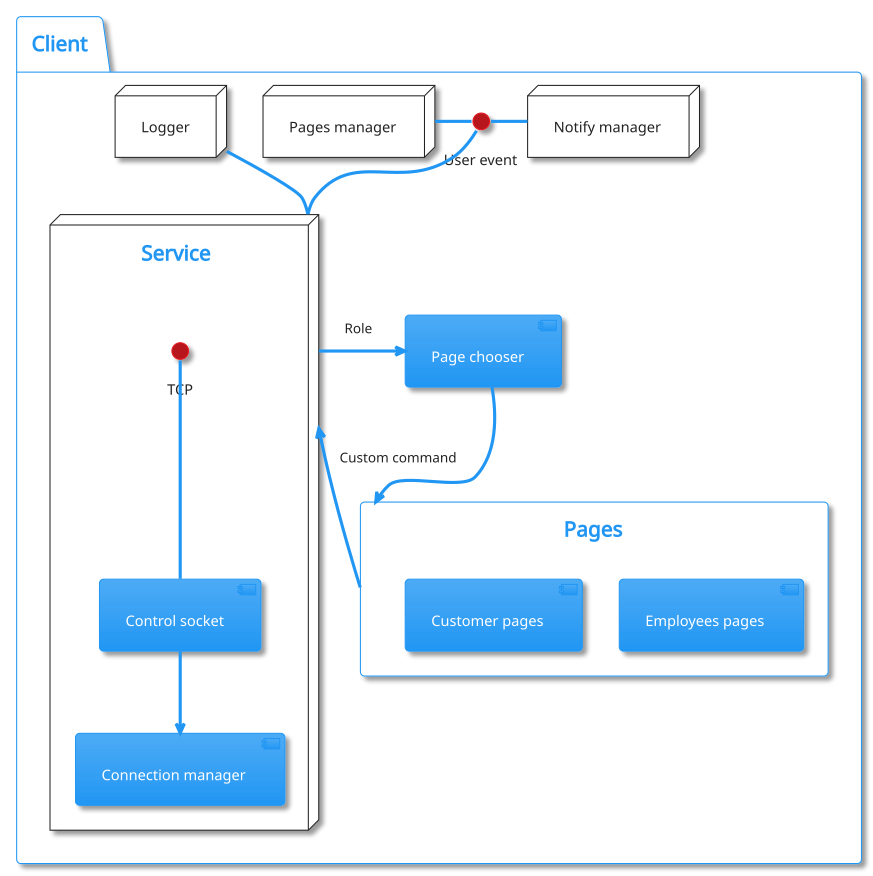 Client
Logger
Pages manager
Notify manager
User event
Service
Role
TCP
Page chooser
Custom command
Pages
Control socket
Customer pages
Employees pages
Connection manager